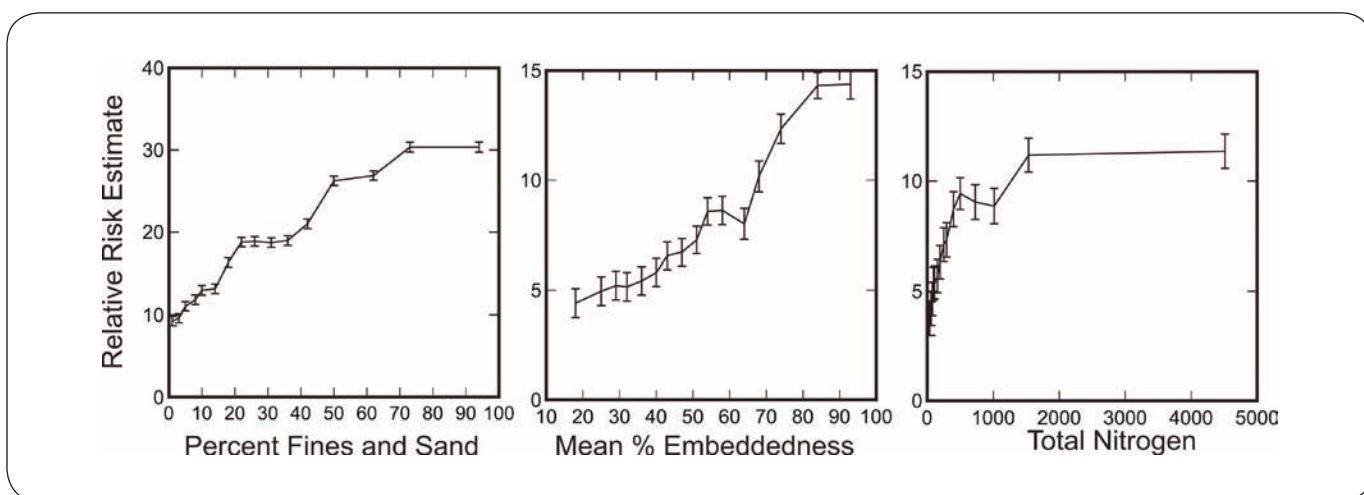 Relative Risk Estimate
40
30
20
10
0
0 10 20 30 40 50 60 70 80 90 100
Percent Fines and Sand
15
10
5
0
10 20 30 40 50 60 70 80 90 100
Mean % Embeddedness
15
10
5
0
0 1000 2000 3000 4000 5000
Total Nitrogen